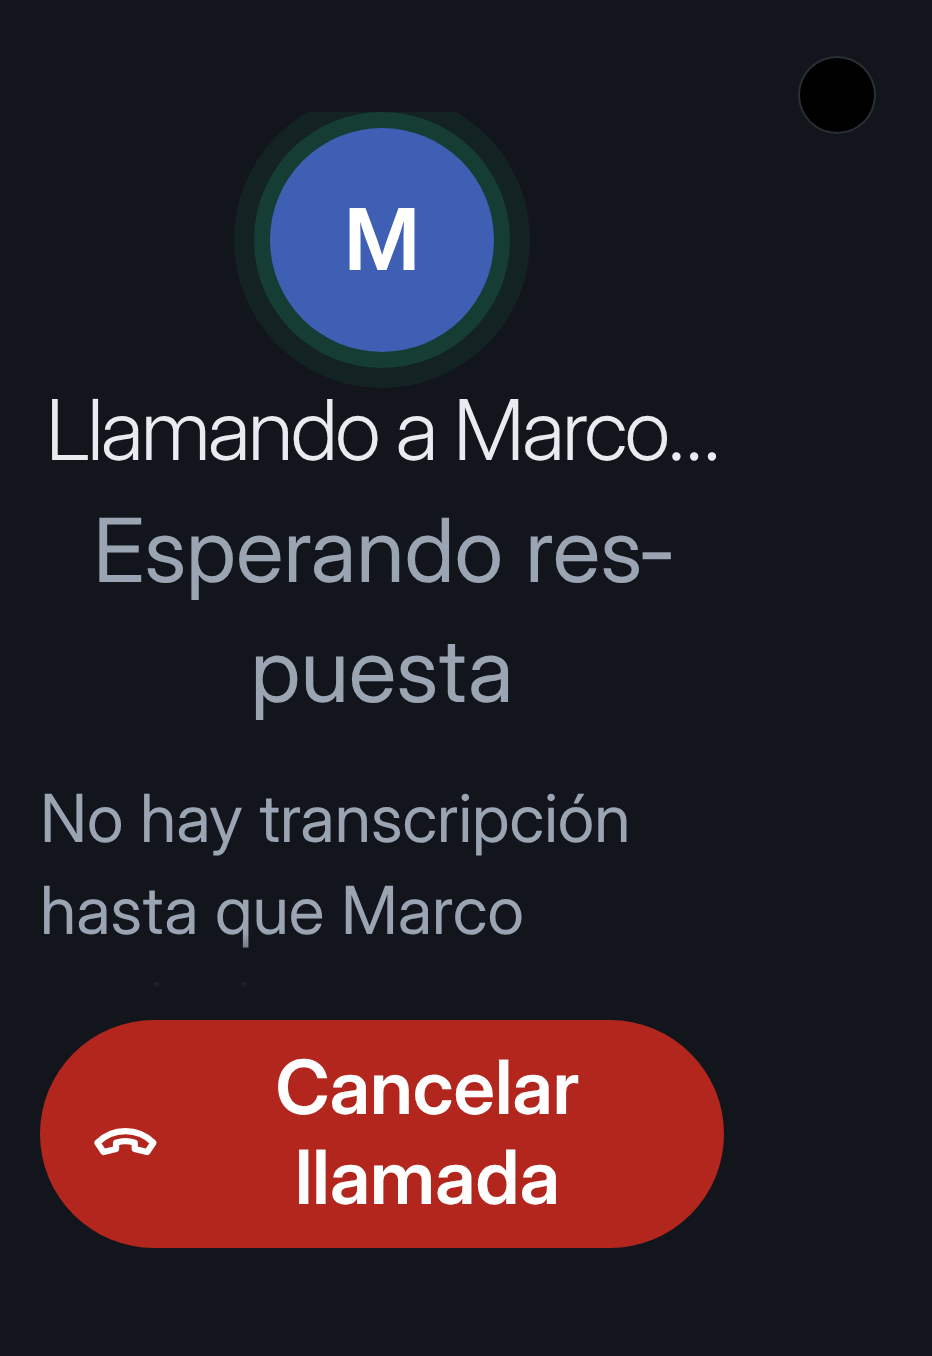 M
Llamando a Marco…
Esperando res-
puesta
No hay transcripción
hasta que Marco
Cancelar
llamada